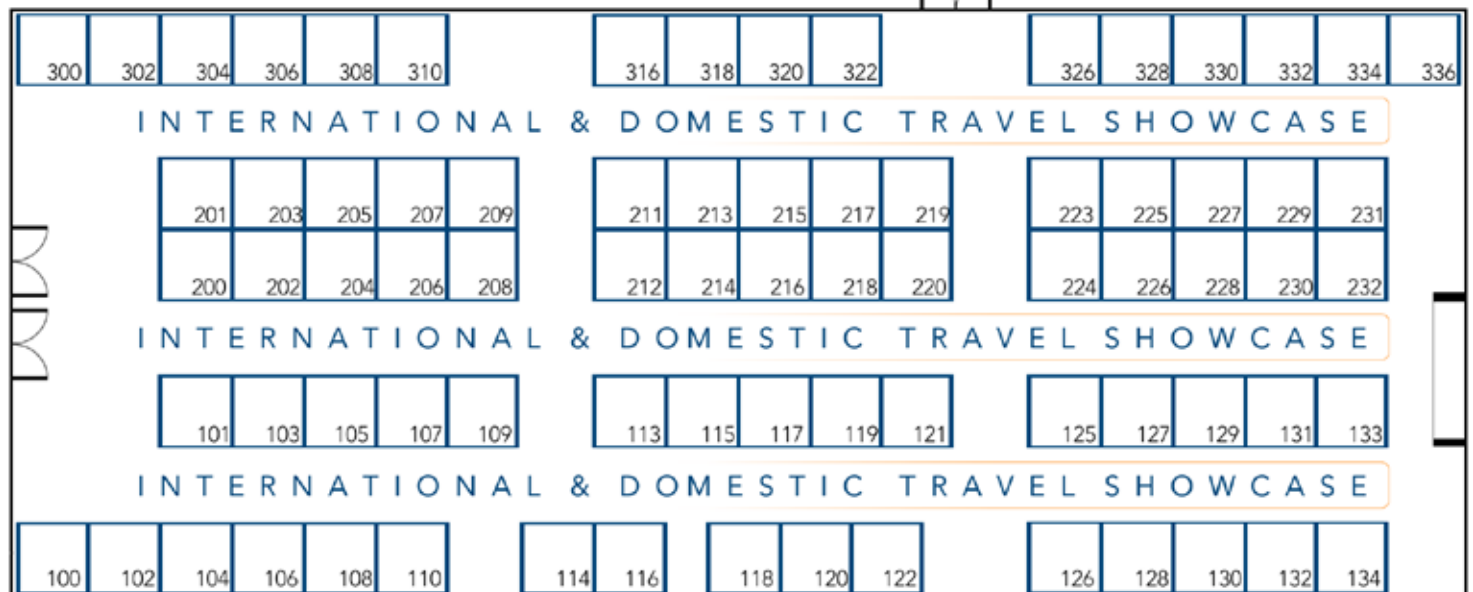 300 302 304 306 308 310 316 318 320 322 326 328 330 332 334 336
INTERNATIONAL & DOMESTIC TRAVEL SHOWCASE
201 203 205 207 209 211 213 215 217 219 223 225 227 229 231
200 202 204 206 208 212 214 216 218 220 224 226 228 230 232
INTERNATIONAL & DOMESTIC TRAVEL SHOWCASE
101 103 105 107 109 113 115 117 119 121 125 127 129 131 133
INTERNATIONAL & DOMESTIC TRAVEL SHOWCASE
100 102 104 106 108 110 114 116 118 120 122 126 128 130 132 134